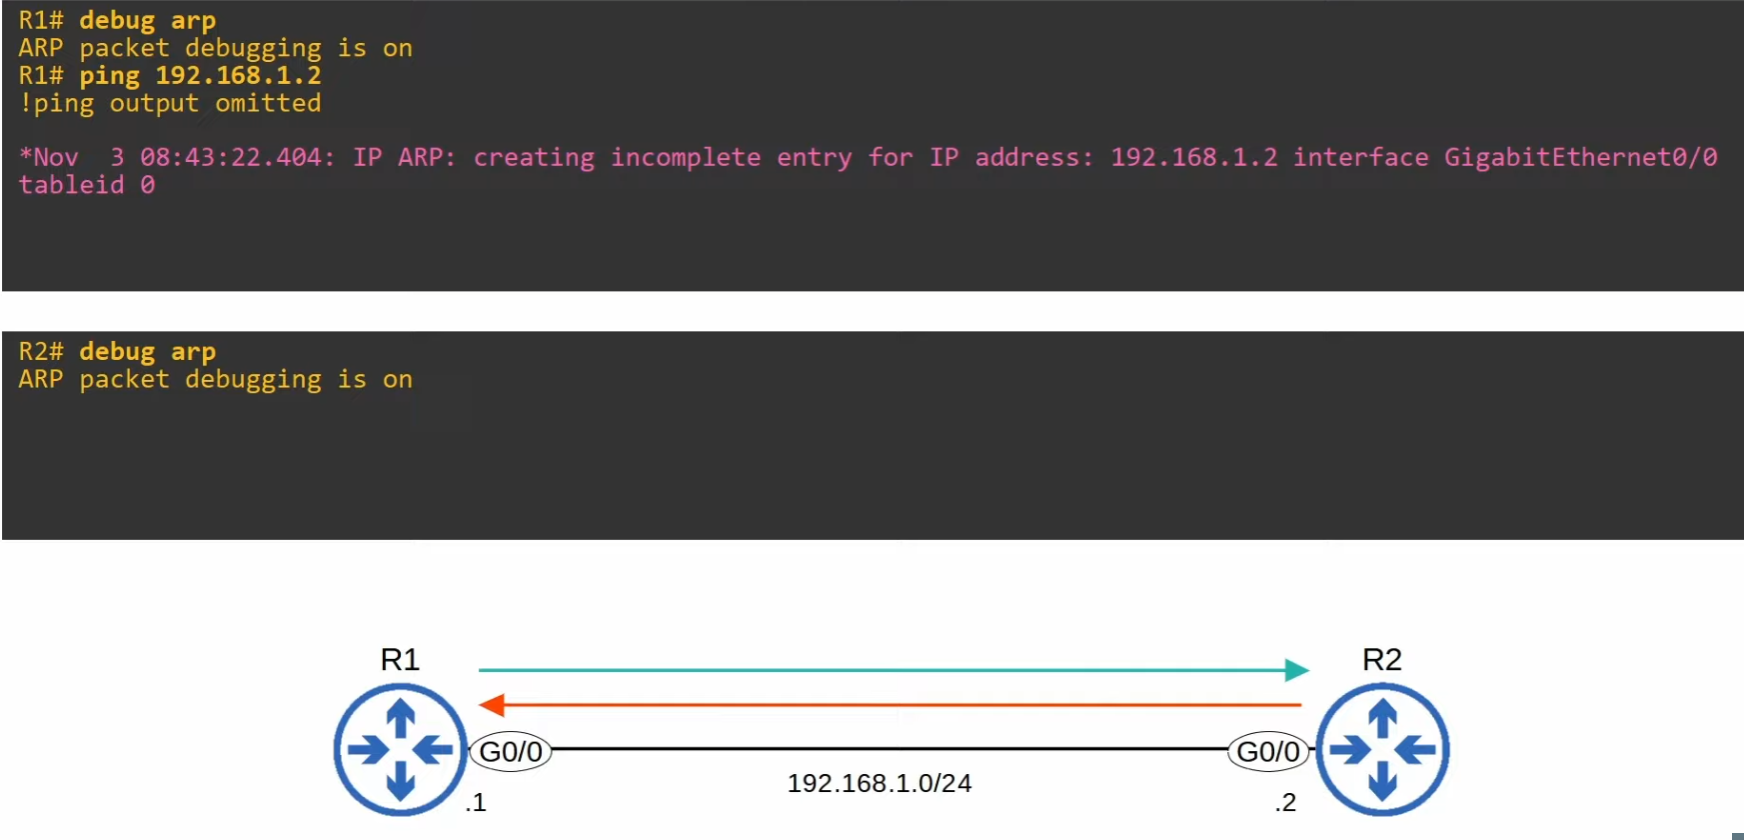 R1# debug arp
ARP packet debugging is on
R1# ping 192.168.1.2
!ping output omitted
*Nov  3 08:43:22.404: IP ARP: creating incomplete entry for IP address: 192.168.1.2 interface GigabitEthernet0/0
tableid 0
R2# debug arp
ARP packet debugging is on
R1
R2
G0/0
G0/0
192.168.1.0/24
.1
.2